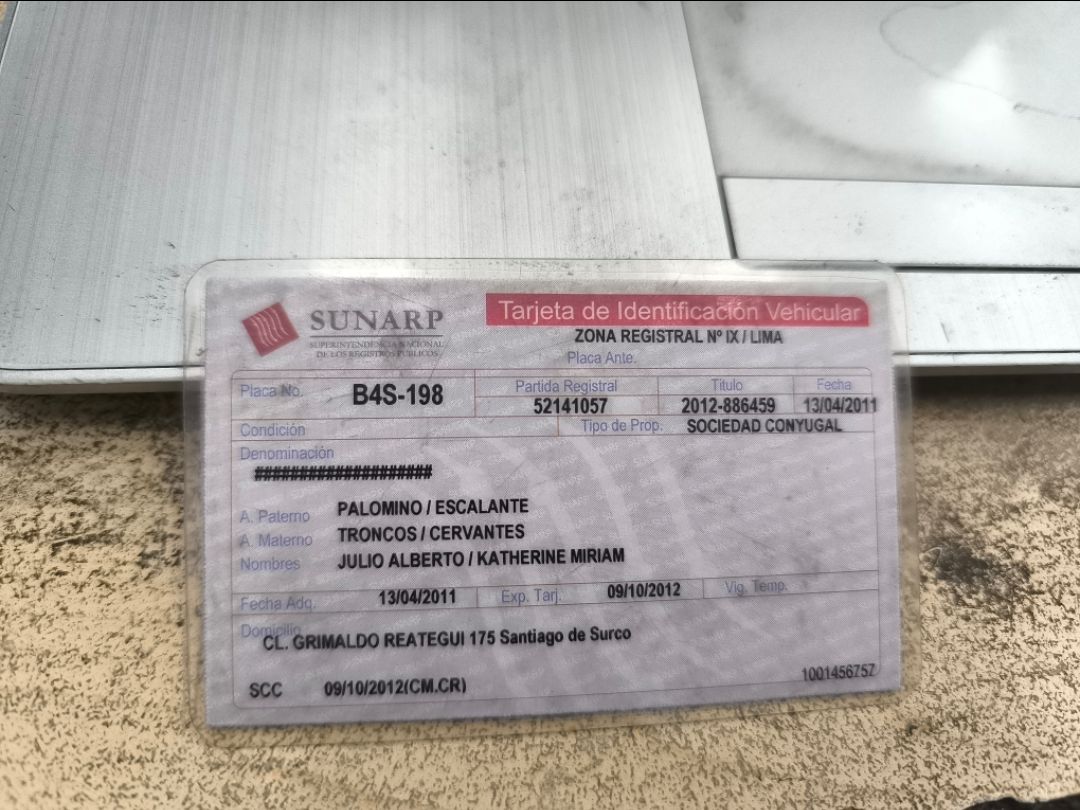 SUNARP
SUPERINTENDENCIA NACIONAL
DE LOS REGISTROS PUBLICOS
Tarjeta de Identificación Vehicular
ZONA REGISTRAL Nº IX / LIMA
Placa Ante.
Placa No. B4S-198
Partida Registral Titulo Fecha
52141057 2012-886459 13/04/2011
Condición Tipo de Prop. SOCIEDAD CONYUGAL
Denominación
####################
A. Paterno PALOMINO / ESCALANTE
A. Materno TRONCOS / CERVANTES
Nombres JULIO ALBERTO / KATHERINE MIRIAM
Fecha Adq. 13/04/2011 Exp. Tarj. 09/10/2012 Vig. Temp.
Domicilio
CL. GRIMALDO REATEGUI 175 Santiago de Surco
SCC 09/10/2012(CM.CR) 1001456757